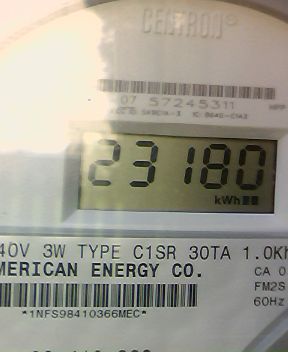 CENTRON®
07 57245311
23180
kWh
40V 3W TYPE C1SR 30TA 1.0Kh
MERICAN ENERGY CO.
CA 0
FM2S
60Hz
*1NFS98410366MEC*